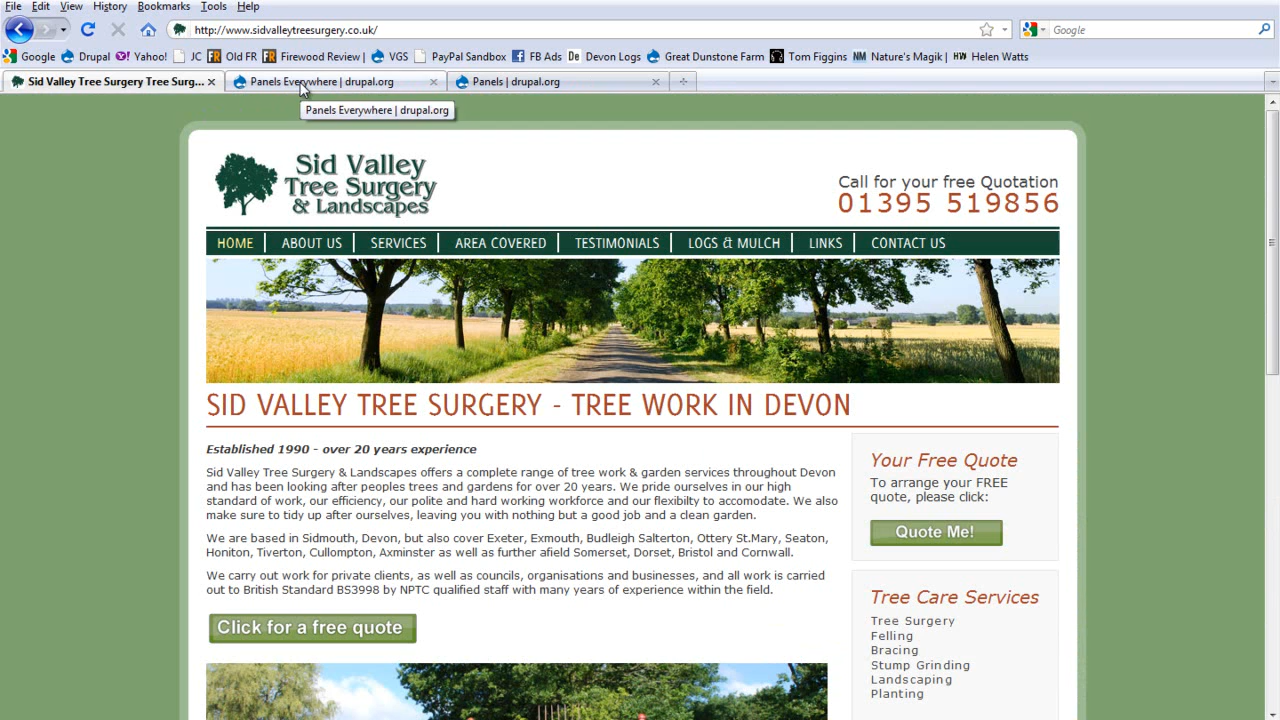 File Edit View History Bookmarks Tools Help
http://www.sidvalleytreesurgery.co.uk/
Google
Google Drupal Yahoo! JC Old FR Firedome Review | VGS PayPal Sandbox FB Ads Devon Logs Great Dunstone Farm Tom Figgins Nature's Magik | Helen Watts
Sid Valley Tree Surgery Tree Surg... Panels Everywhere | drupal.org Panels | drupal.org
Panels Everywhere | drupal.org
Sid Valley
Tree Surgery
& Landscapes
Call for your free Quotation
01395 519856
HOME ABOUT US SERVICES AREA COVERED TESTIMONIALS LOGS & MULCH LINKS CONTACT US
SID VALLEY TREE SURGERY - TREE WORK IN DEVON
Established 1990 - over 20 years experience
Sid Valley Tree Surgery & Landscapes offers a complete range of tree work & garden services throughout Devon
and has been looking after peoples trees and gardens for over 20 years. We pride ourselves in our high
standard of work, our efficiency, our polite and hard working workforce and our flexibilty to accomodate. We also
make sure to tidy up after ourselves, leaving you with nothing but a good job and a clean garden.
We are based in Sidmouth, Devon, but also cover Exeter, Exmouth, Budleigh Salterton, Ottery St.Mary, Seaton,
Honiton, Tiverton, Cullompton, Axminster as well as further afield Somerset, Dorset, Bristol and Cornwall.
We carry out work for private clients, as well as councils, organisations and businesses, and all work is carried
out to British Standard BS3998 by NPTC qualified staff with many years of experience within the field.
Click for a free quote
Your Free Quote
To arrange your FREE
quote, please click:
Quote Me!
Tree Care Services
Tree Surgery
Felling
Bracing
Stump Grinding
Landscaping
Planting